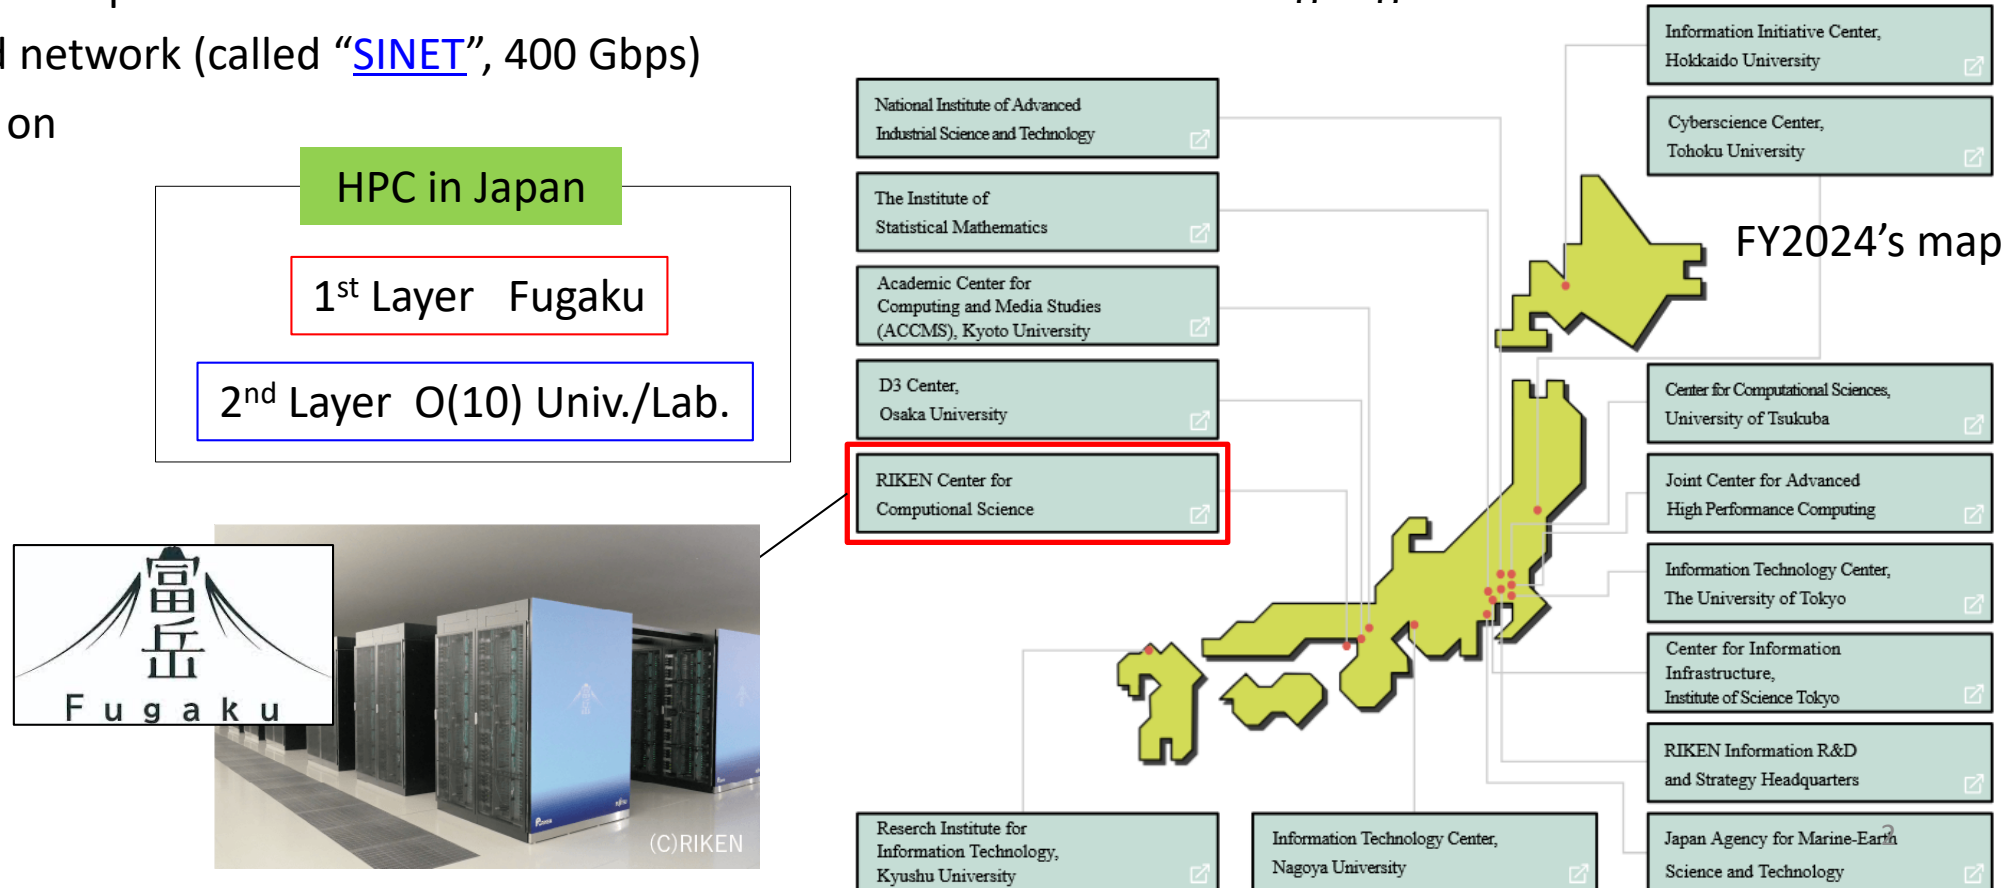 d network (called “SINET”, 400 Gbps)
on
HPC in Japan
1st Layer Fugaku
2nd Layer O(10) Univ./Lab.
富
岳
Fugaku
(C)RIKEN
National Institute of Advanced
Industrial Science and Technology
The Institute of
Statistical Mathematics
Academic Center for
Computing and Media Studies
(ACCMS), Kyoto University
D3 Center,
Osaka University
RIKEN Center for
Computional Science
Reserch Institute for
Information Technology,
Kyushu University
Information Technology Center,
Nagoya University
Information Initiative Center,
Hokkaido University
Cyberscience Center,
Tohoku University
FY2024’s map
Center for Computational Sciences,
University of Tsukuba
Joint Center for Advanced
High Performance Computing
Information Technology Center,
The University of Tokyo
Center for Information
Infrastructure,
Institute of Science Tokyo
RIKEN Information R&D
and Strategy Headquarters
Japan Agency for Marine-Earth
Science and Technology
2